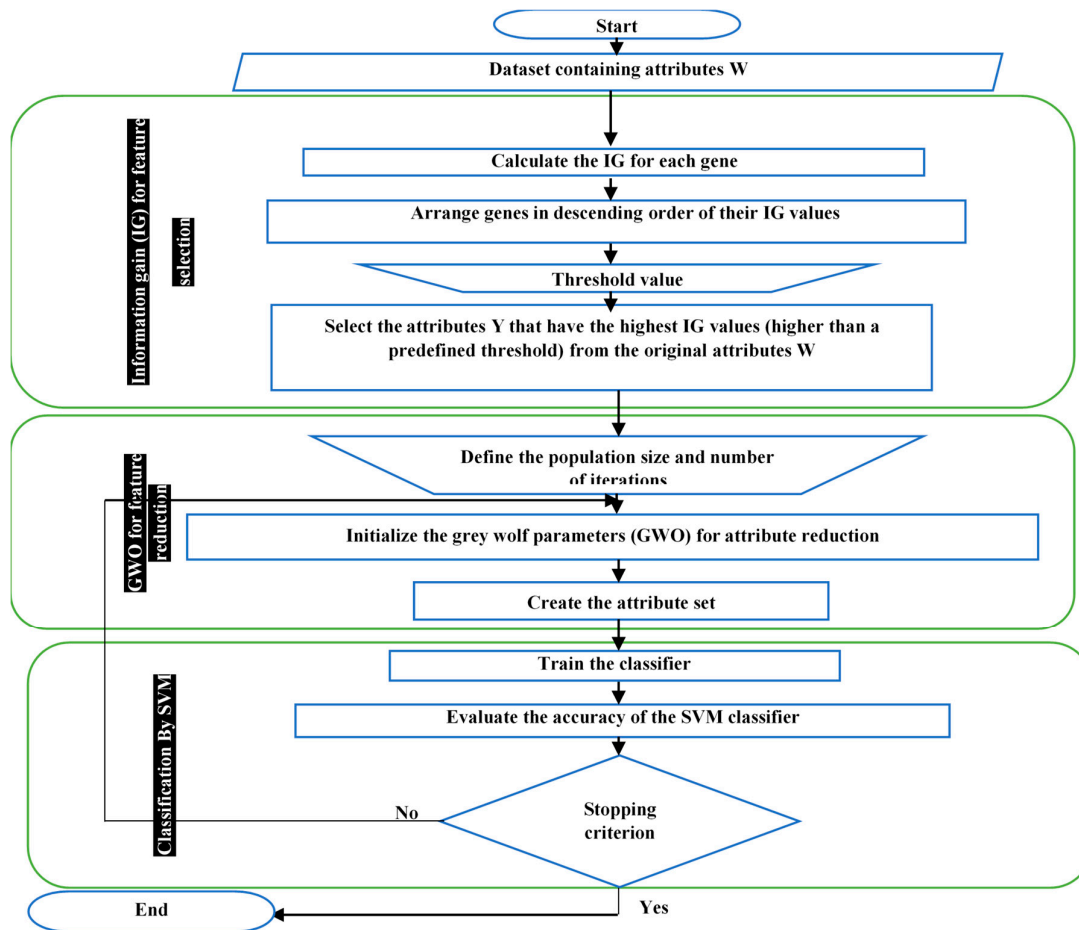 Start
Dataset containing attributes W
Information gain (IG) for feature
selection
Calculate the IG for each gene
Arrange genes in descending order of their IG values
Threshold value
Select the attributes Y that have the highest IG values (higher than a
predefined threshold) from the original attributes W
GWO for feature
reduction
Define the population size and number
of iterations
Initialize the grey wolf parameters (GWO) for attribute reduction
Create the attribute set
Classification By SVM
Train the classifier
Evaluate the accuracy of the SVM classifier
Stopping
criterion
No
Yes
End